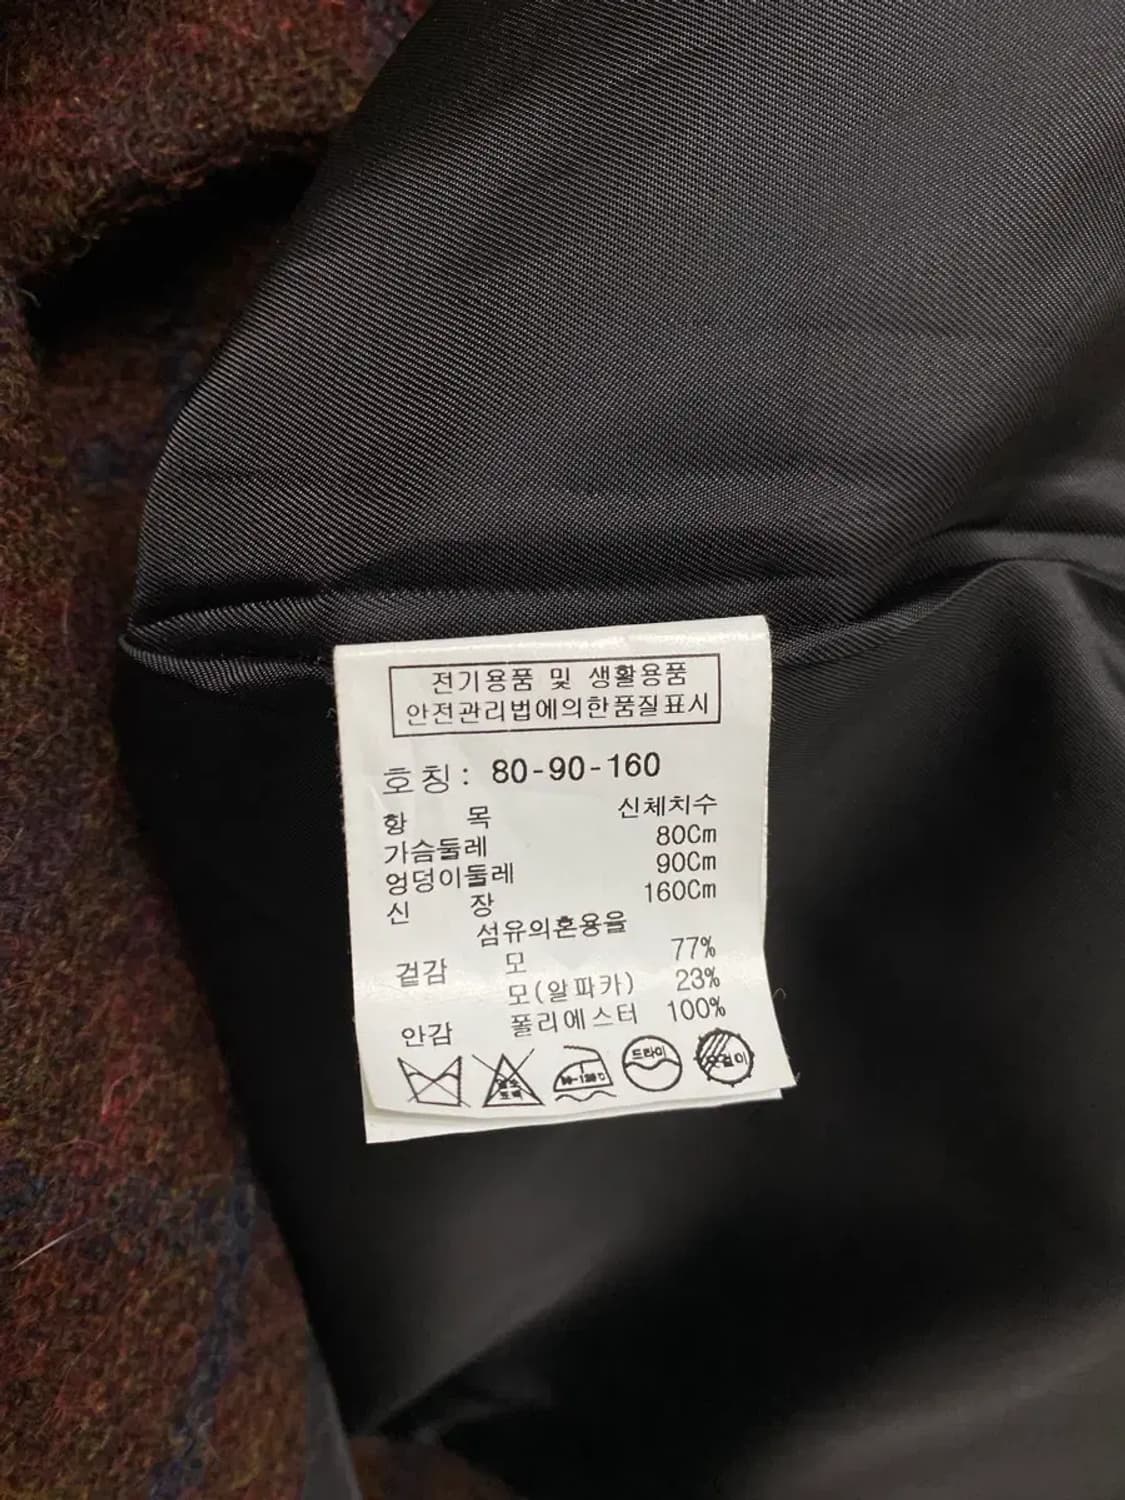 전기용품 및 생활용품
안전관리법에의한품질표시
호칭: 80-90-160
항 목 신체치수
가슴둘레 80Cm
엉덩이둘레 90Cm
신 장 160Cm
섬유의혼용율
겉감 모 77%
모(알파카) 23%
안감 폴리에스터 100%
드라이